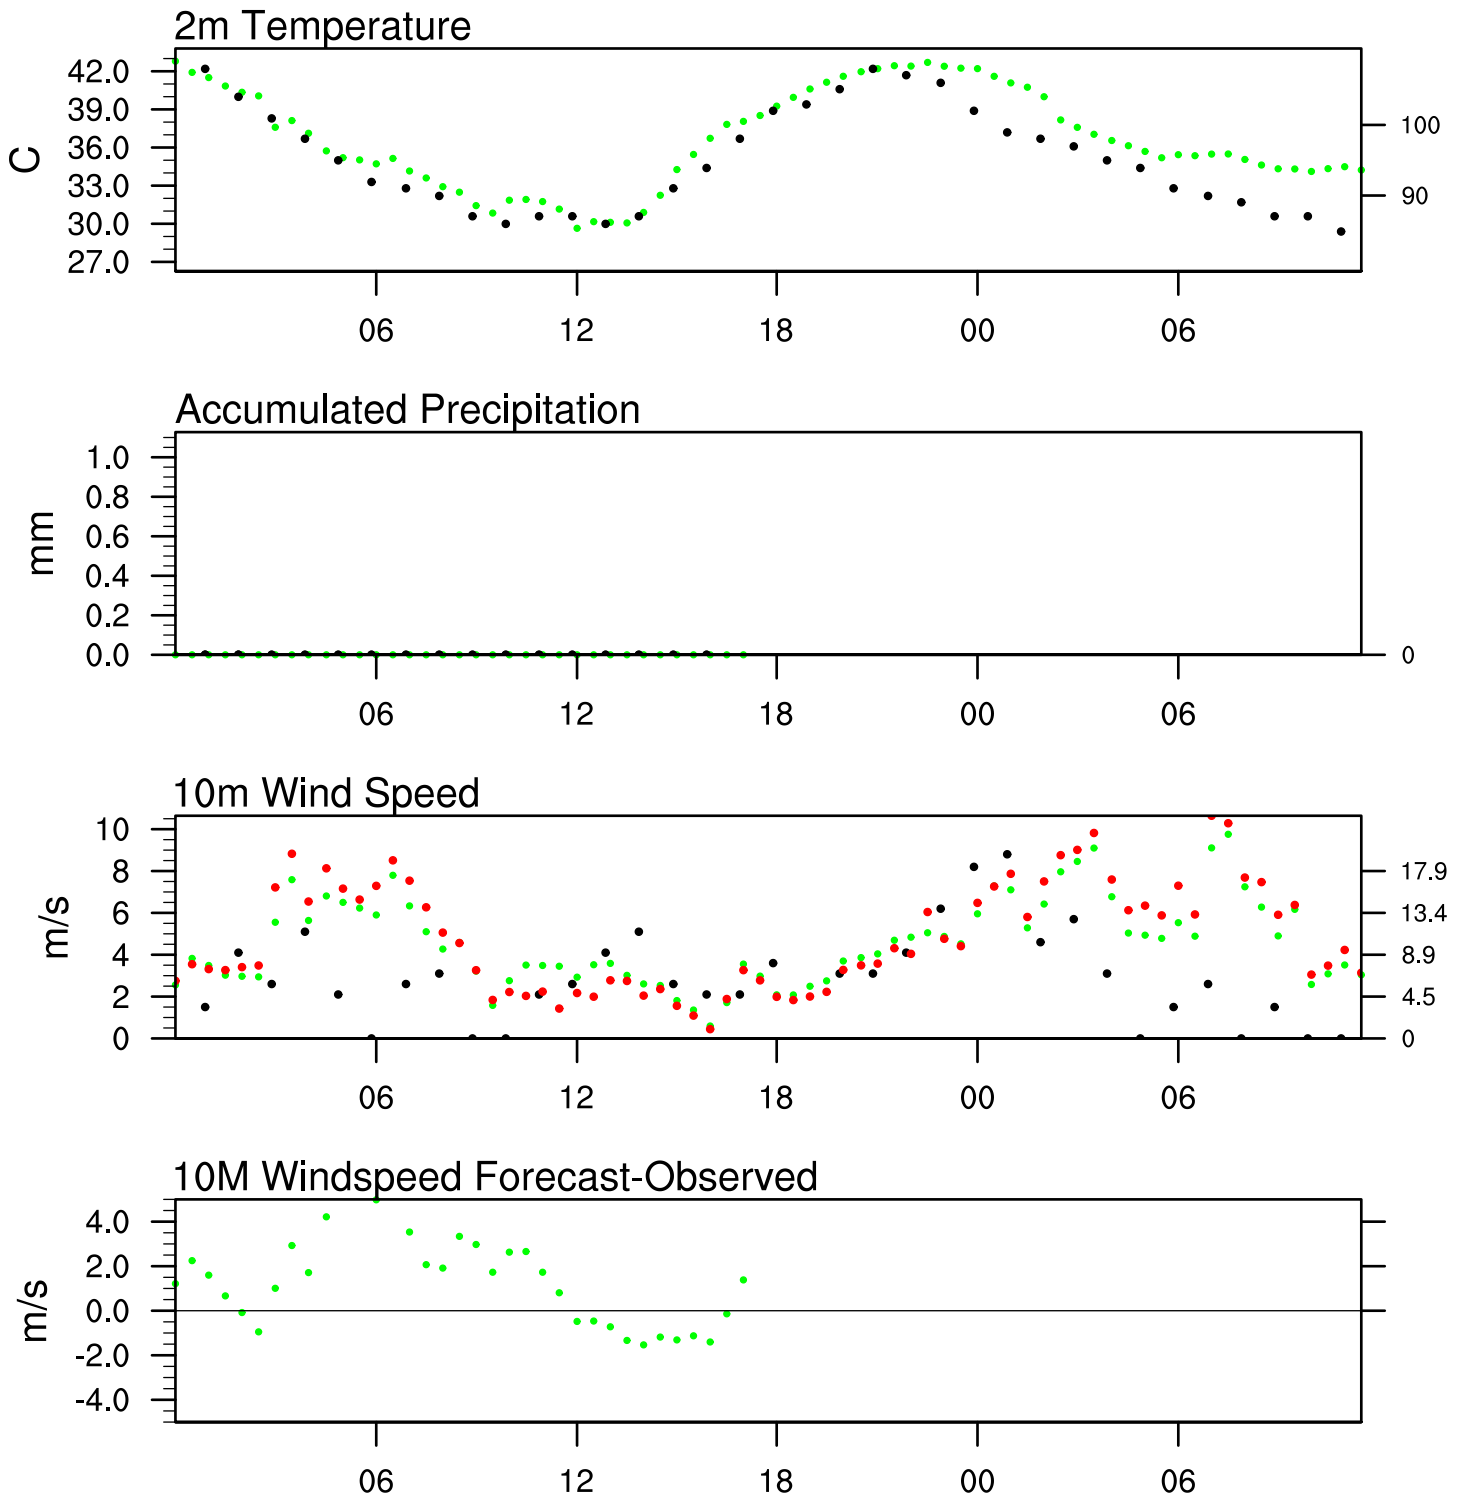 2m Temperature
42.0
39.0
36.0
33.0
30.0
27.0
C
100
90
06 12 18 00 06
Accumulated Precipitation
1.0
0.8
0.6
0.4
0.2
0.0
mm
0
06 12 18 00 06
10m Wind Speed
10
8
6
4
2
0
m/s
17.9
13.4
8.9
4.5
0
06 12 18 00 06
10M Windspeed Forecast-Observed
4.0
2.0
0.0
-2.0
-4.0
m/s
06 12 18 00 06